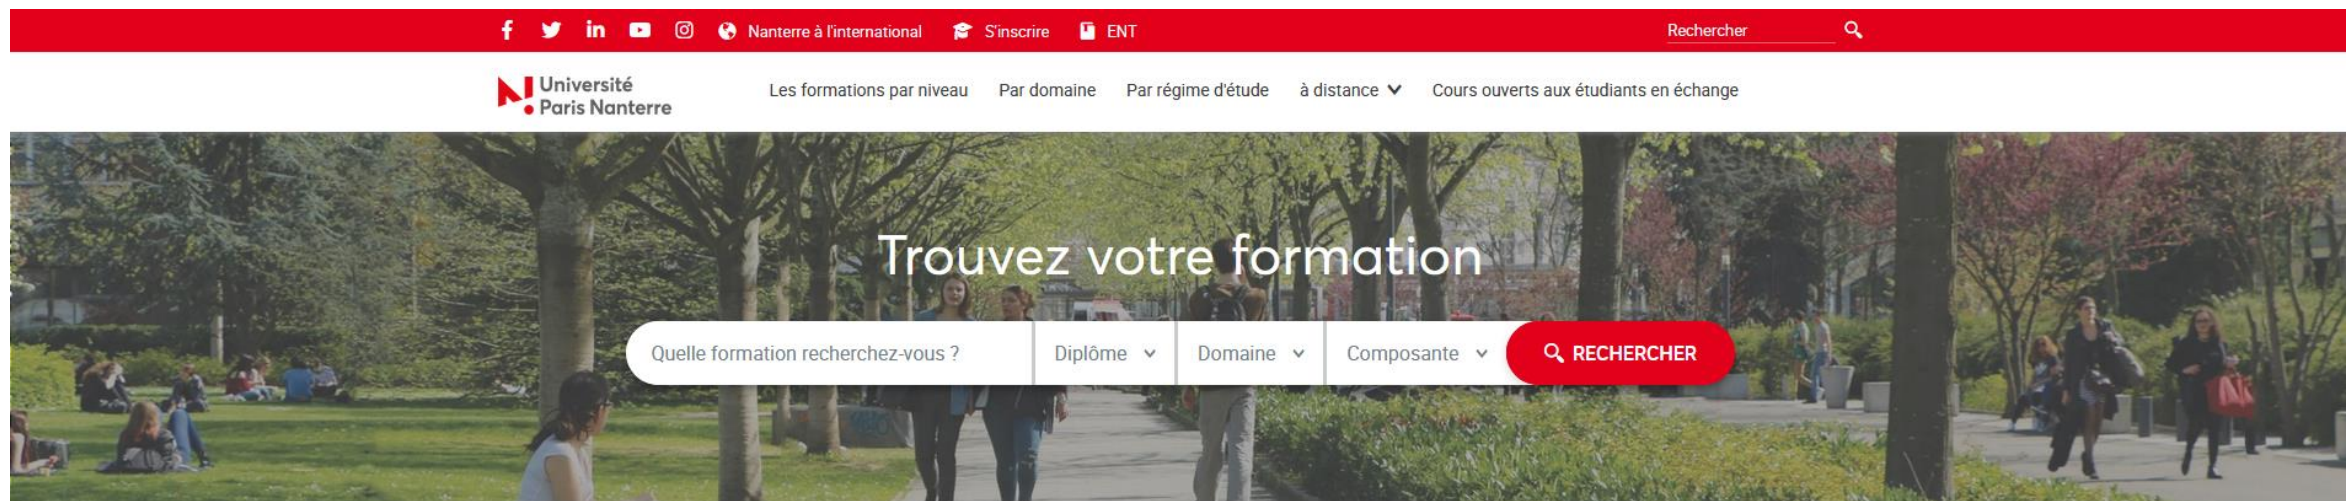 Nanterre à l'international S'inscrire ENT Rechercher
Université
Paris Nanterre
Les formations par niveau Par domaine Par régime d'étude à distance Cours ouverts aux étudiants en échange
Trouvez votre formation
Quelle formation recherchez-vous ? Diplôme Domaine Composante RECHERCHER